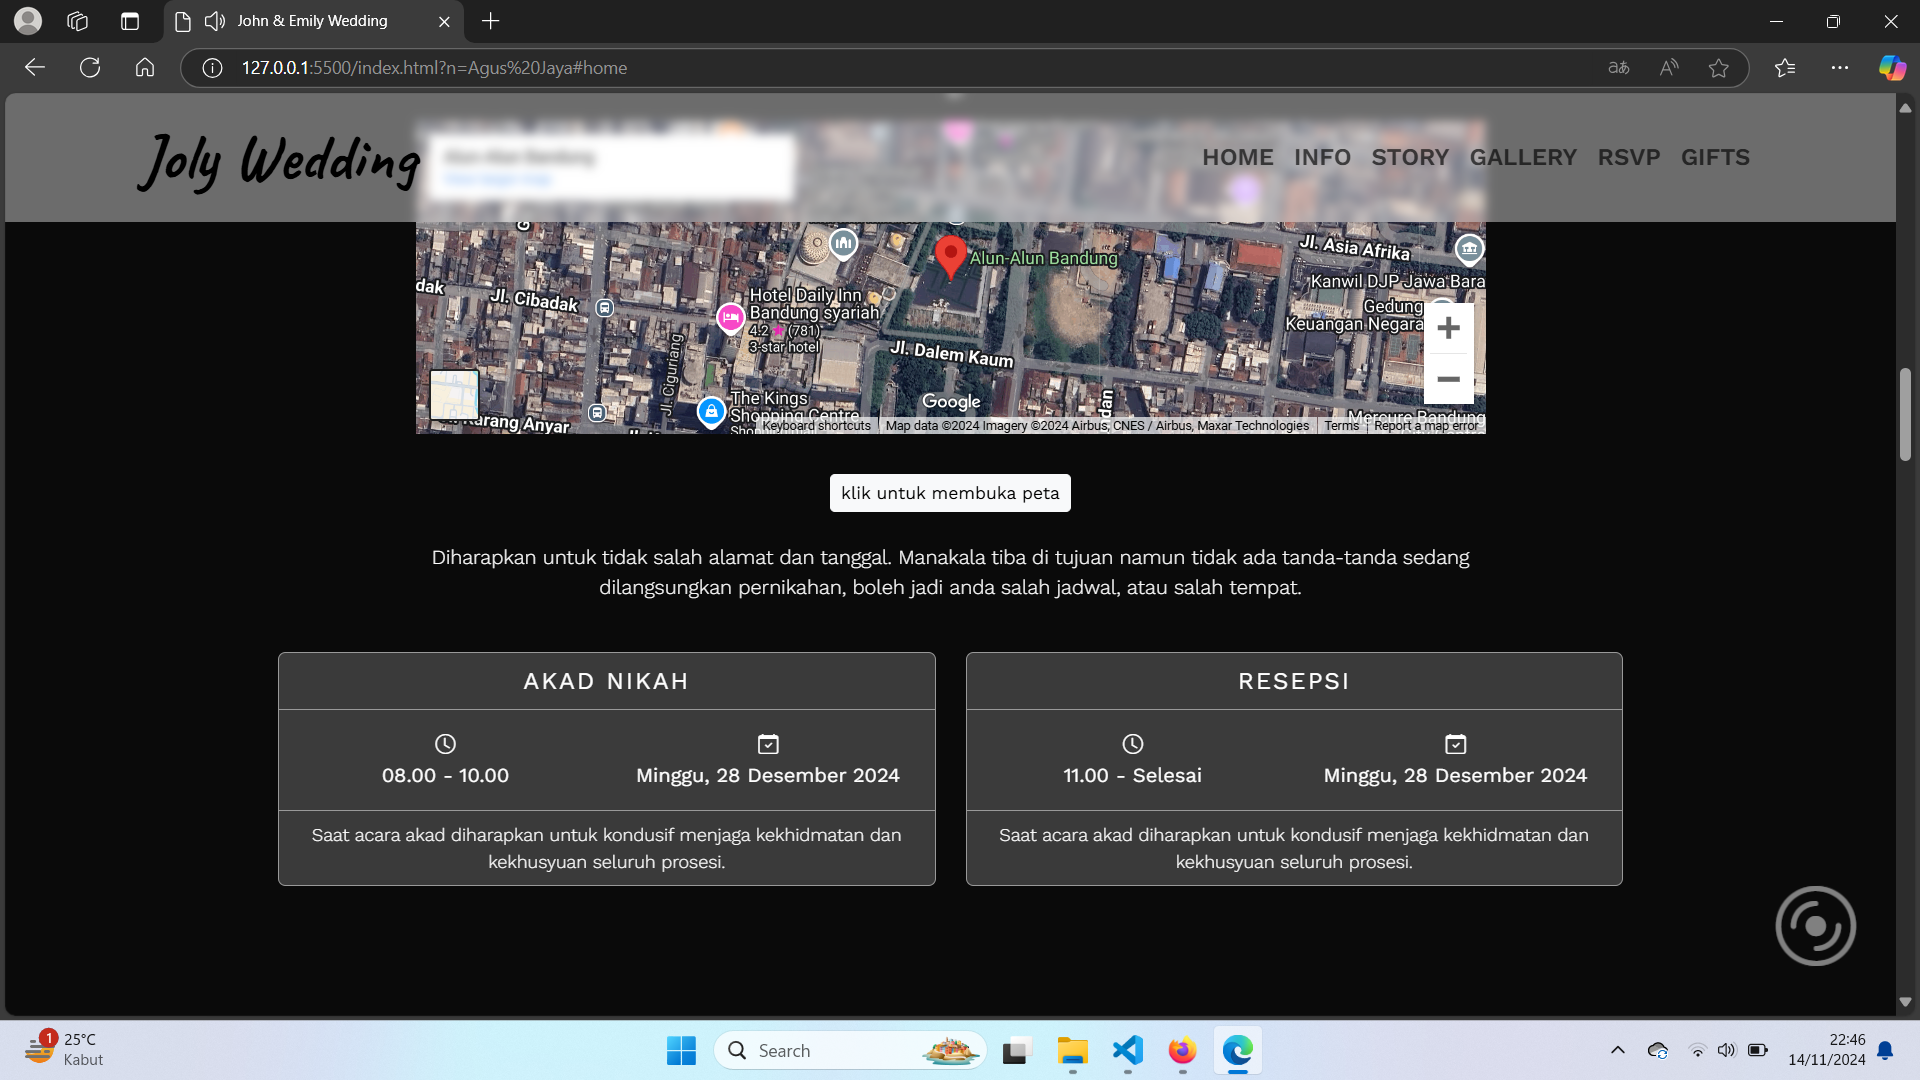 John & Emily Wedding
127.0.0.1:5500/index.html?n=Agus%20Jaya#home
Joly Wedding
HOME INFO STORY GALLERY RSVP GIFTS
Alun-Alun Bandung
Jl. Asia Afrika
Alun-Alun Bandung
Kanwil DJP Jawa Bara
dak
Jl. Cibadak
Hotel Daily Inn
Bandung syariah
4.2 ★ (781)
3-star hotel
Gedung
Keuangan Negara
Jl. Dalem Kaum
Jl. Ciguriang
The Kings
Shopping Centre
Google
dan
Mercure Bandung
Karang Anyar
Keyboard shortcuts
Map data ©2024 Imagery ©2024 Airbus, CNES / Airbus, Maxar Technologies
Terms
Report a map error
klik untuk membuka peta
Diharapkan untuk tidak salah alamat dan tanggal. Manakala tiba di tujuan namun tidak ada tanda-tanda sedang
dilangsungkan pernikahan, boleh jadi anda salah jadwal, atau salah tempat.
AKAD NIKAH
08.00 - 10.00
Minggu, 28 Desember 2024
Saat acara akad diharapkan untuk kondusif menjaga kekhidmatan dan
kekhusyuan seluruh prosesi.
RESEPSI
11.00 - Selesai
Minggu, 28 Desember 2024
Saat acara akad diharapkan untuk kondusif menjaga kekhidmatan dan
kekhusyuan seluruh prosesi.
1
25°C
Kabut
Search
22:46
14/11/2024